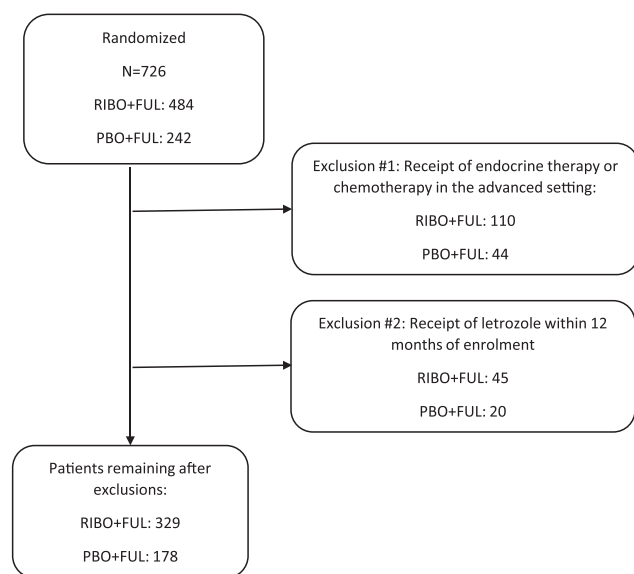 Randomized
N=726
RIBO+FUL: 484
PBO+FUL: 242
Exclusion #1: Receipt of endocrine therapy or
chemotherapy in the advanced setting:
RIBO+FUL: 110
PBO+FUL: 44
Exclusion #2: Receipt of letrozole within 12
months of enrolment
RIBO+FUL: 45
PBO+FUL: 20
Patients remaining after
exclusions:
RIBO+FUL: 329
PBO+FUL: 178